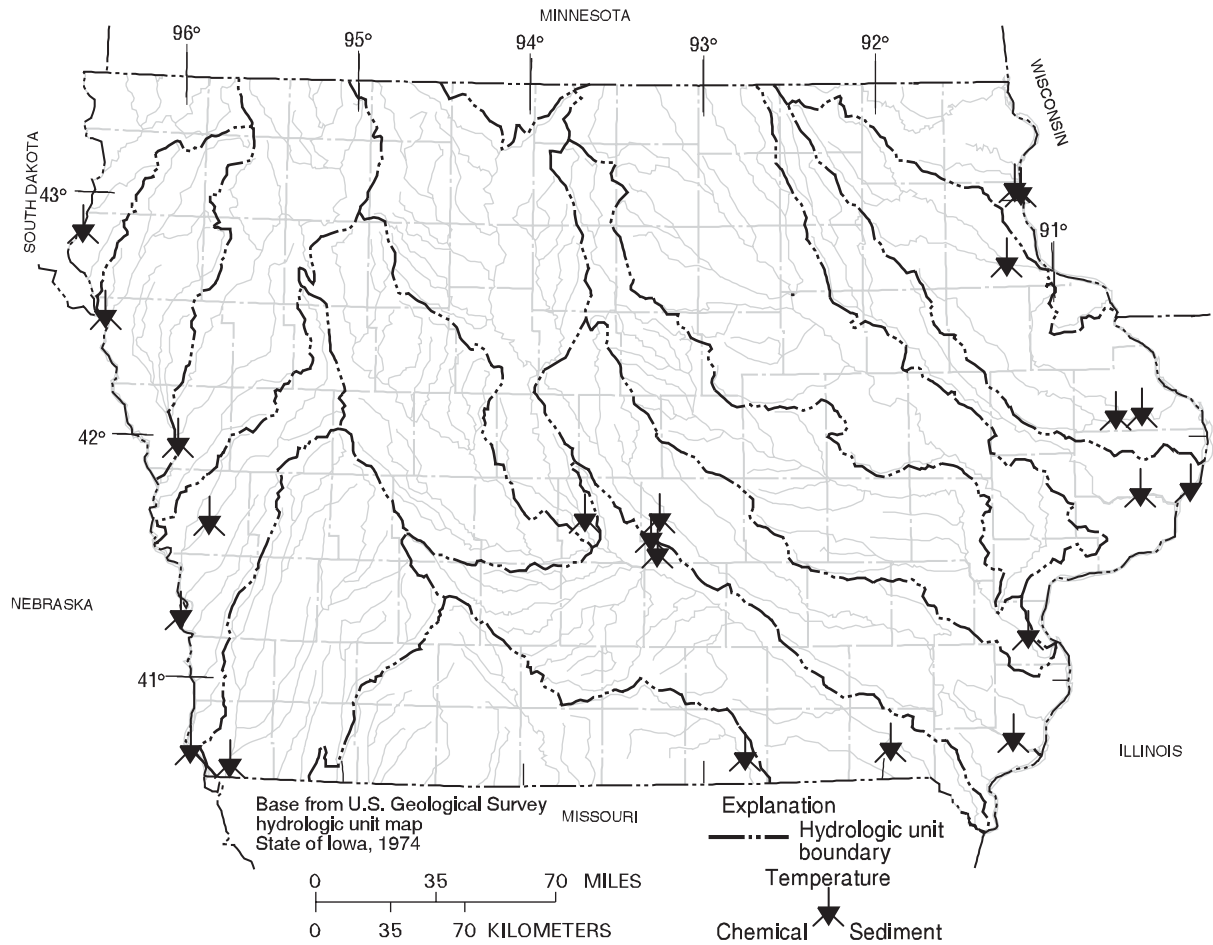 MINNESOTA
96° 95° 94° 93° 92°
WISCONSIN
SOUTH DAKOTA
43°
91°
42°
NEBRASKA
41°
ILLINOIS
Base from U.S. Geological Survey
hydrologic unit map
State of Iowa, 1974
MISSOURI
Explanation
Hydrologic unit
boundary
Temperature
Chemical Sediment
0 35 70 MILES
0 35 70 KILOMETERS